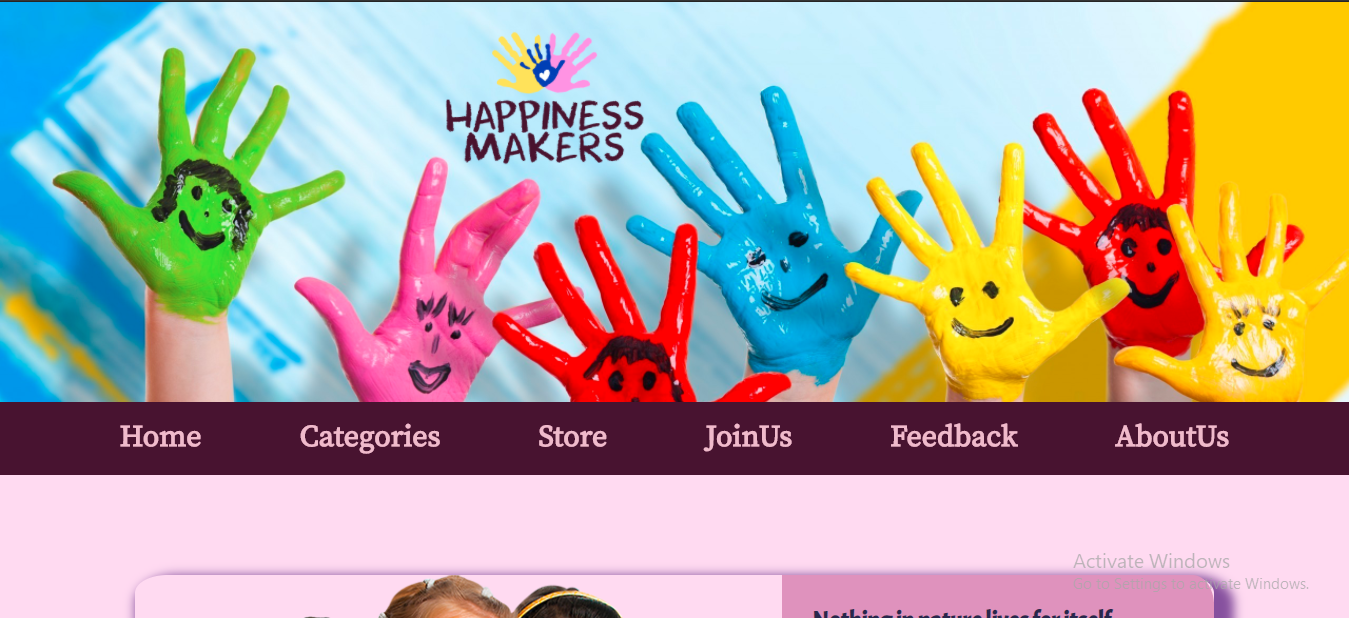 HAPPINESS
MAKERS
Home Categories Store JoinUs Feedback AboutUs
Activate Windows
Go to Settings to activate Windows.
Nothing in nature lives for itself